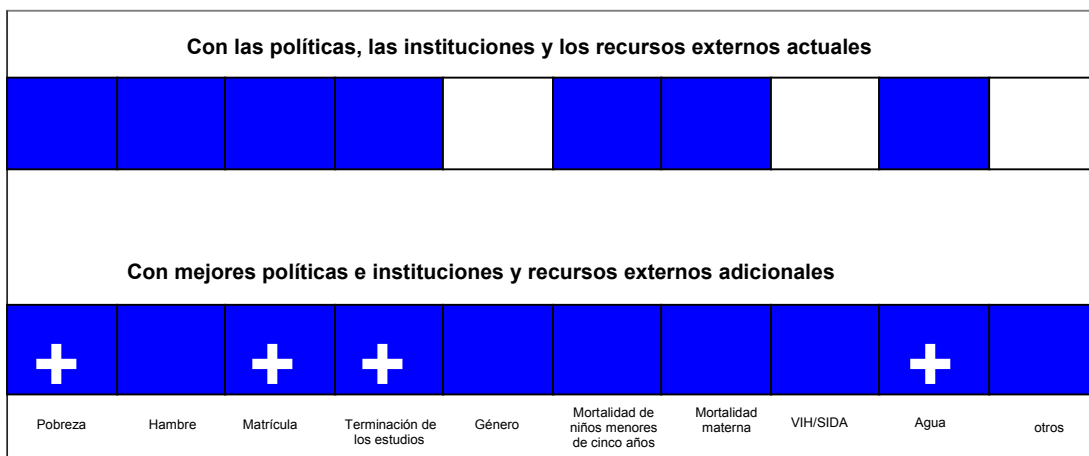 Con las políticas, las instituciones y los recursos externos actuales
Con mejores políticas e instituciones y recursos externos adicionales
+ + + +
Pobreza
Hambre
Matrícula
Terminación de
los estudios
Género
Mortalidad de
niños menores
de cinco años
Mortalidad
materna
VIH/SIDA
Agua
otros